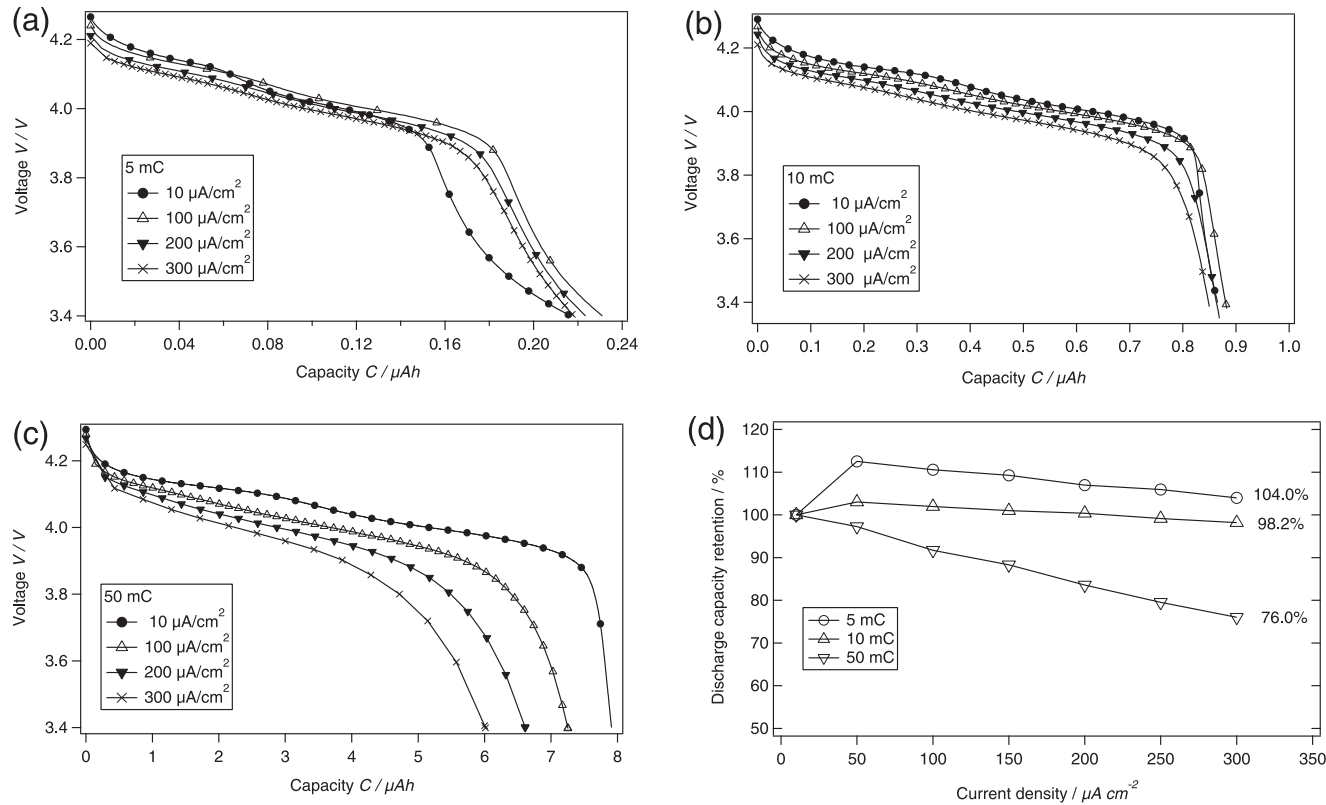 (a)
4.2
4.0
3.8
3.6
3.4
Voltage V / V
5 mC
10 µA/cm²
100 µA/cm²
200 µA/cm²
300 µA/cm²
0.00 0.04 0.08 0.12 0.16 0.20 0.24
Capacity C / µAh
(b)
4.2
4.0
3.8
3.6
3.4
Voltage V / V
10 mC
10 µA/cm²
100 µA/cm²
200 µA/cm²
300 µA/cm²
0.0 0.1 0.2 0.3 0.4 0.5 0.6 0.7 0.8 0.9 1.0
Capacity C / µAh
(c)
4.2
4.0
3.8
3.6
3.4
Voltage V / V
50 mC
10 µA/cm²
100 µA/cm²
200 µA/cm²
300 µA/cm²
0 1 2 3 4 5 6 7 8
Capacity C / µAh
(d)
120
110
100
90
80
70
60
50
Discharge capacity retention / %
104.0%
98.2%
76.0%
5 mC
10 mC
50 mC
0 50 100 150 200 250 300 350
Current density / µA cm⁻²